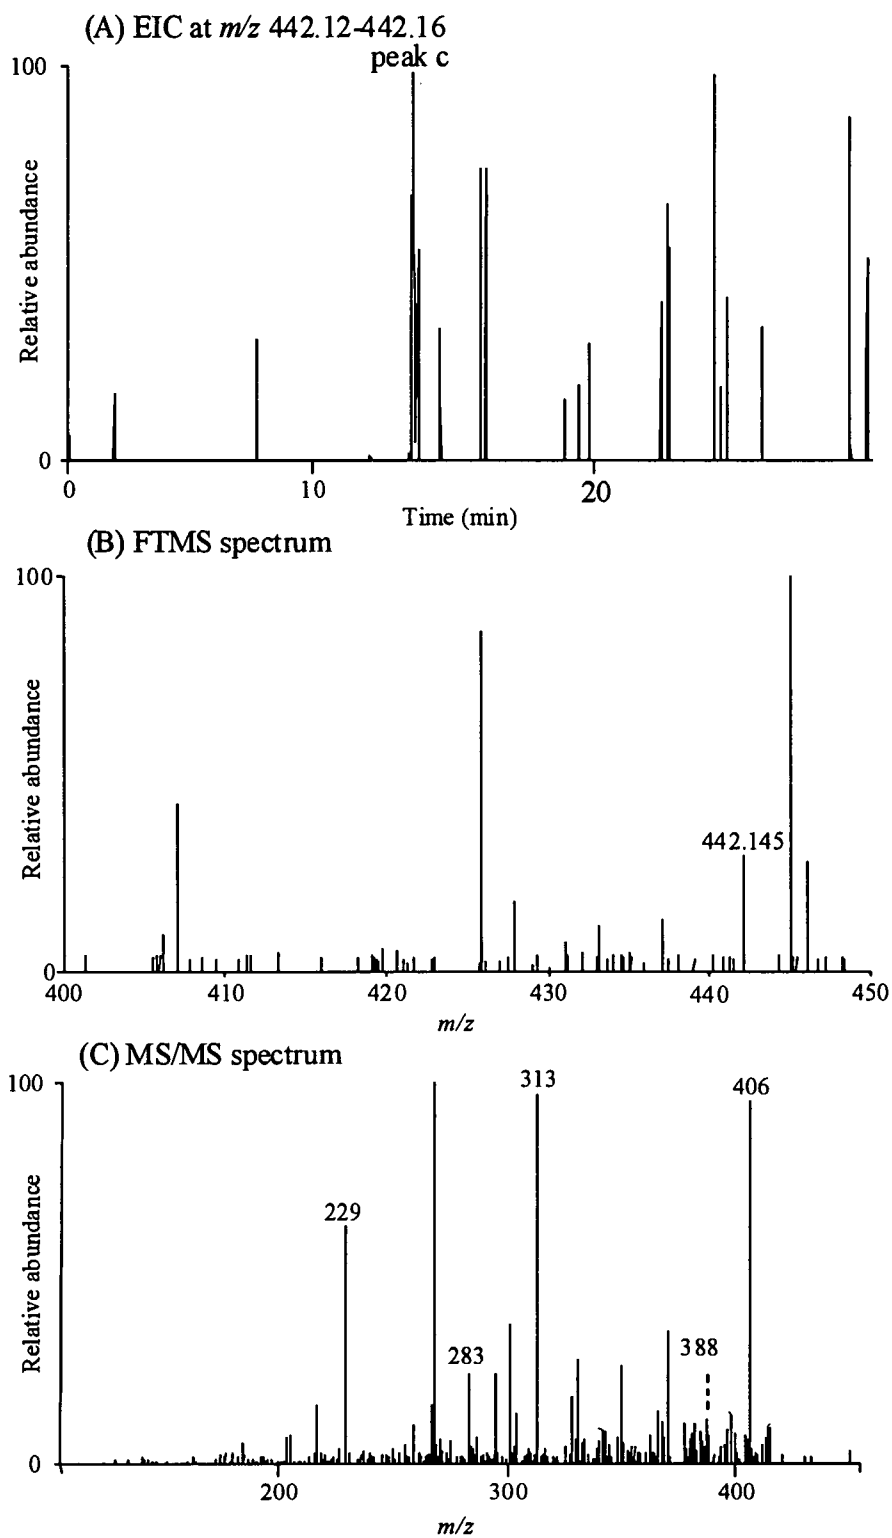 (A) EIC at m/z 442.12-442.16
peak c
100
Relative abundance
0
0 10 20
Time (min)
(B) FTMS spectrum
100
Relative abundance
442.145
0
400 410 420 430 440 450
m/z
(C) MS/MS spectrum
100
313
406
229
Relative abundance
283
388
0
200 300 400
m/z